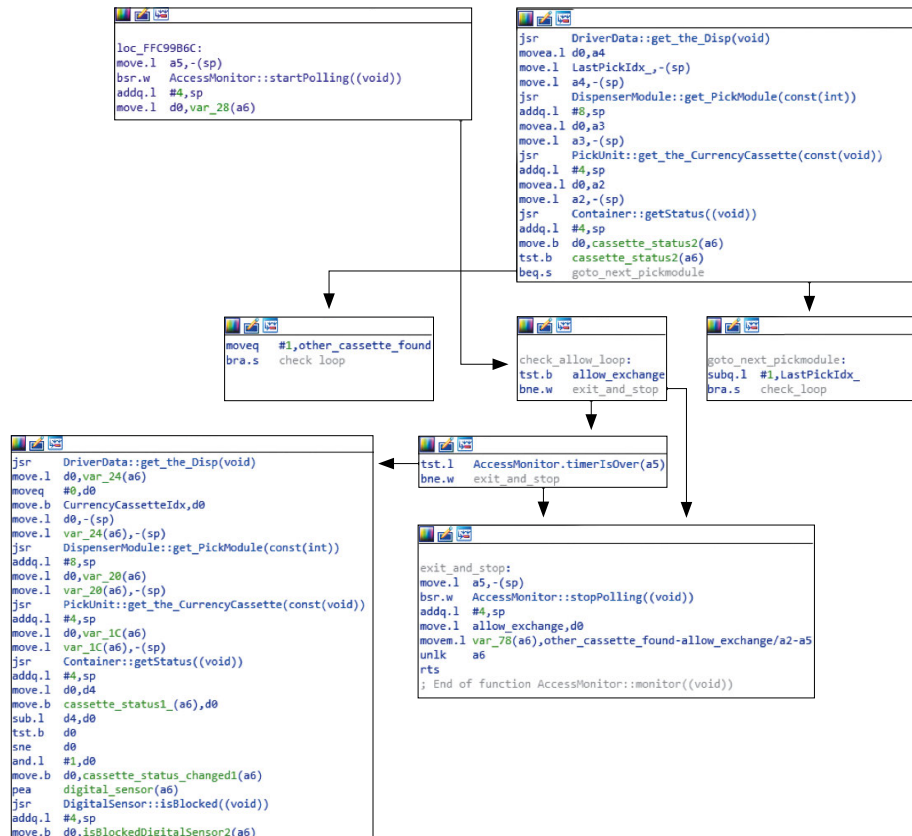 loc_FFC99B6C:
move.l a5,-(sp)
bsr.w AccessMonitor::startPolling((void))
addq.l #4,sp
move.l d0,var_28(a6)
jsr DriverData::get_the_Disp(void)
movea.l d0,a4
move.l LastPickIdx_,-(sp)
move.l a4,-(sp)
jsr DispenserModule::get_PickModule(const(int))
addq.l #8,sp
movea.l d0,a3
move.l a3,-(sp)
jsr PickUnit::get_the_CurrencyCassette(const(void))
addq.l #4,sp
movea.l d0,a2
move.l a2,-(sp)
jsr Container::getStatus((void))
addq.l #4,sp
move.b d0,cassette_status2(a6)
tst.b cassette_status2(a6)
beq.s goto_next_pickmodule
moveq #1,other_cassette_found
bra.s check loop
check_allow_loop:
tst.b allow_exchange
bne.w exit_and_stop
goto_next_pickmodule:
subq.l #1,LastPickIdx_
bra.s check_loop
tst.l AccessMonitor.timerIsOver(a5)
bne.w exit_and_stop
jsr DriverData::get_the_Disp(void)
move.l d0,var_24(a6)
moveq #0,d0
move.b CurrencyCassetteIdx,d0
move.l d0,-(sp)
move.l var_24(a6),-(sp)
jsr DispenserModule::get_PickModule(const(int))
addq.l #8,sp
move.l d0,var_20(a6)
move.l var_20(a6),-(sp)
jsr PickUnit::get_the_CurrencyCassette(const(void))
addq.l #4,sp
move.l d0,var_1C(a6)
move.l var_1C(a6),-(sp)
jsr Container::getStatus((void))
addq.l #4,sp
move.l d0,d4
move.b cassette_status1_(a6),d0
sub.l d4,d0
tst.b d0
sne d0
and.l #1,d0
move.b d0,cassette_status_changed1(a6)
pea digital_sensor(a6)
jsr DigitalSensor::isBlocked((void))
addq.l #4,sp
move.b d0,isBlockedDigitalSensor2(a6)
exit_and_stop:
move.l a5,-(sp)
bsr.w AccessMonitor::stopPolling((void))
addq.l #4,sp
move.l allow_exchange,d0
movem.l var_78(a6),other_cassette_found-allow_exchange/a2-a5
unlk a6
rts
; End of function AccessMonitor::monitor((void))